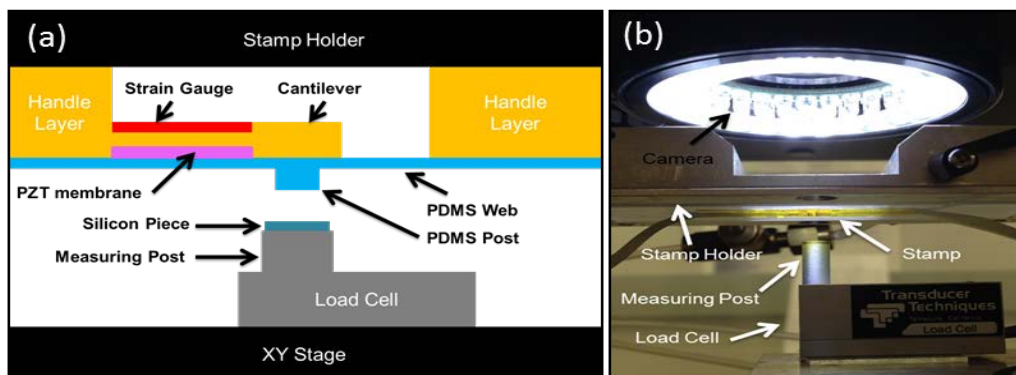 (a)
Stamp Holder
Strain Gauge
Cantilever
Handle
Layer
Handle
Layer
PZT membrane
PDMS Web
PDMS Post
Silicon Piece
Measuring Post
Load Cell
XY Stage
(b)
Camera
Stamp Holder
Stamp
Measuring Post
Load Cell
Transducer
Techniques
Load Cell